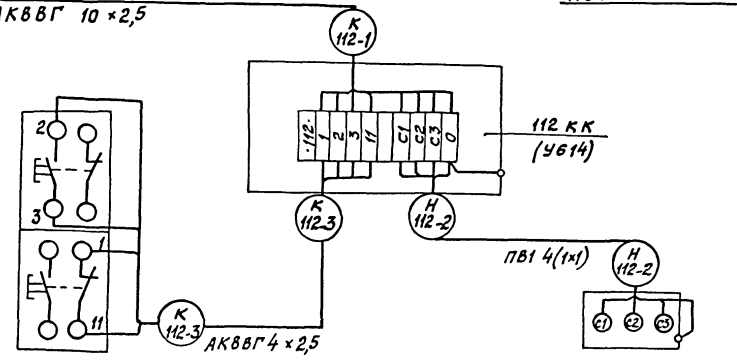 АКВВГ 10 × 2,5
К
112-1
·112·
1
2
3
11
С1
С2
С3
0
112 КК
(У614)
2
3
1
11
К
112-3
Н
112-2
К
112-3
АКВВГ 4 × 2,5
ПВ1 4(1×1)
Н
112-2
С1
С2
С3